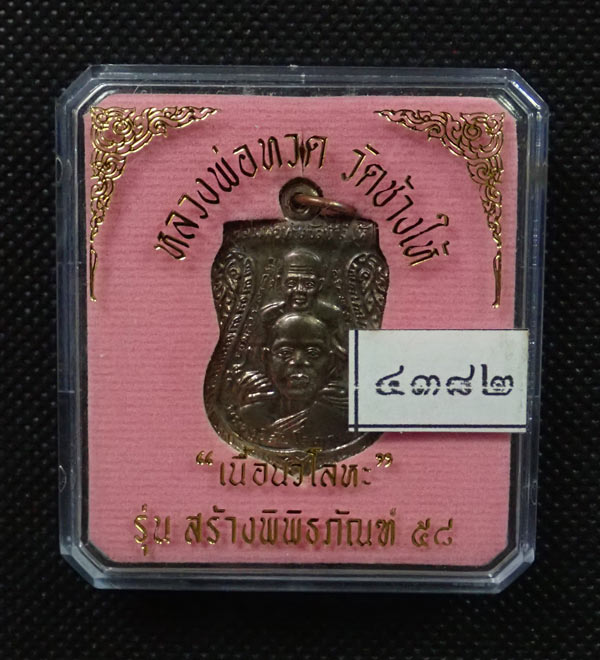 หลวงพ่อทวด วัดช้างให้
๔๓๘๒
“เนื้อนวโลหะ”
รุ่น สร้างพิพิธภัณฑ์ ๕๘